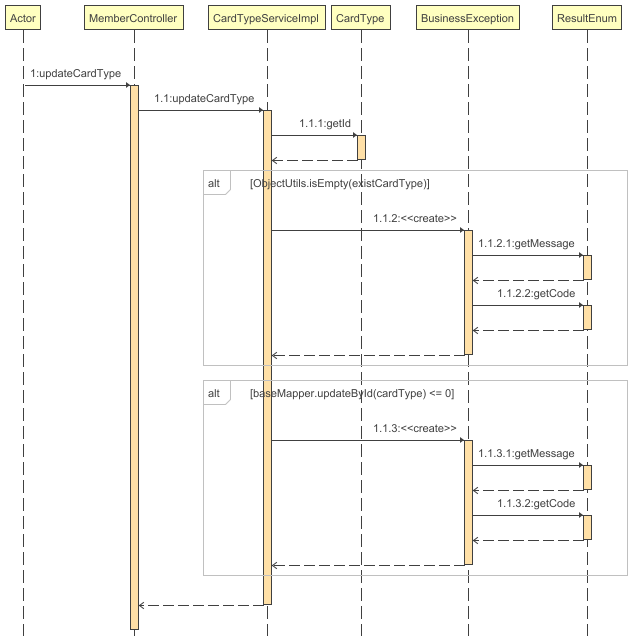 Actor
MemberController
CardTypeServiceImpl
CardType
BusinessException
ResultEnum
1:updateCardType
1.1:updateCardType
1.1.1:getId
alt
[ObjectUtils.isEmpty(existCardType)]
1.1.2:<<create>>
1.1.2.1:getMessage
1.1.2.2:getCode
alt
[baseMapper.updateById(cardType) <= 0]
1.1.3:<<create>>
1.1.3.1:getMessage
1.1.3.2:getCode